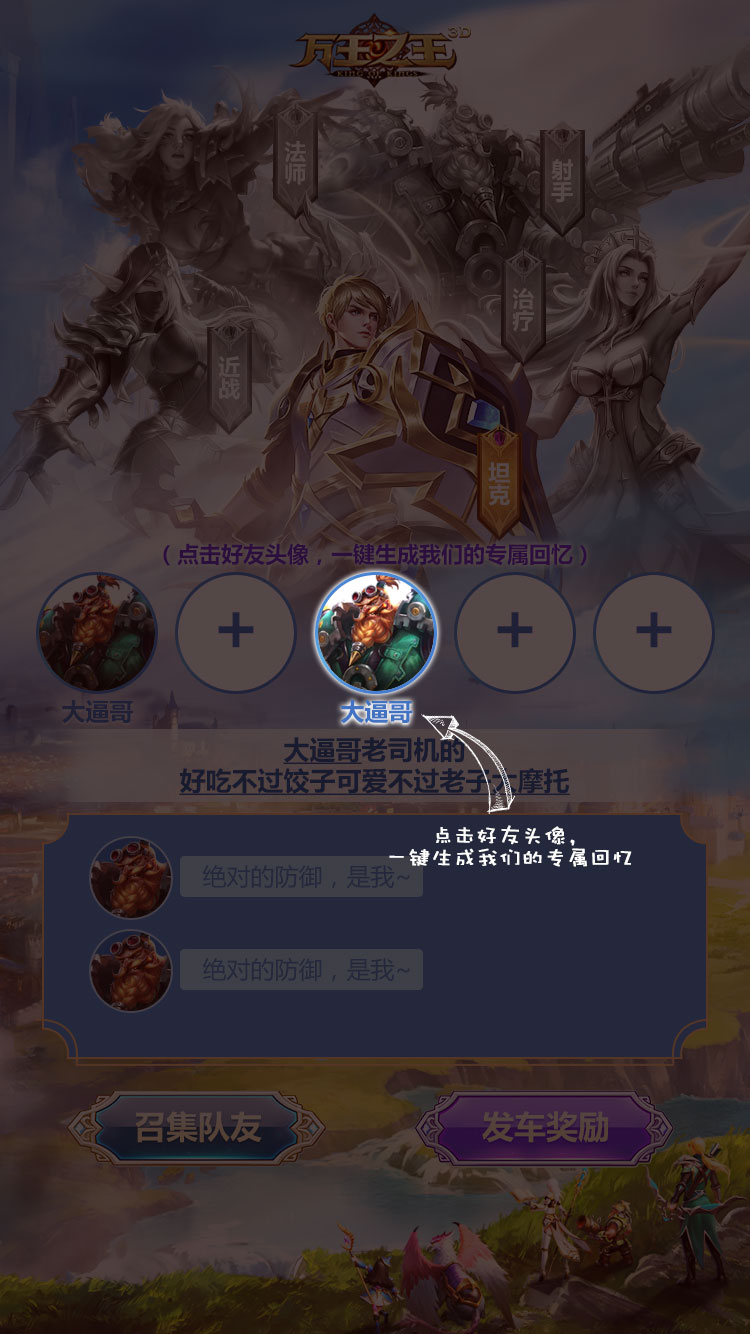 万王之王
3D
KING OF KINGS
法师
射手
治疗
近战
坦克
（点击好友头像，一键生成我们的专属回忆）
+
+
+
大逼哥
大逼哥
大逼哥老司机的
好吃不过饺子可爱不过老子大摩托
点击好友头像，
一键生成我们的专属回忆
绝对的防御，是我~
绝对的防御，是我~
召集队友
发车奖励